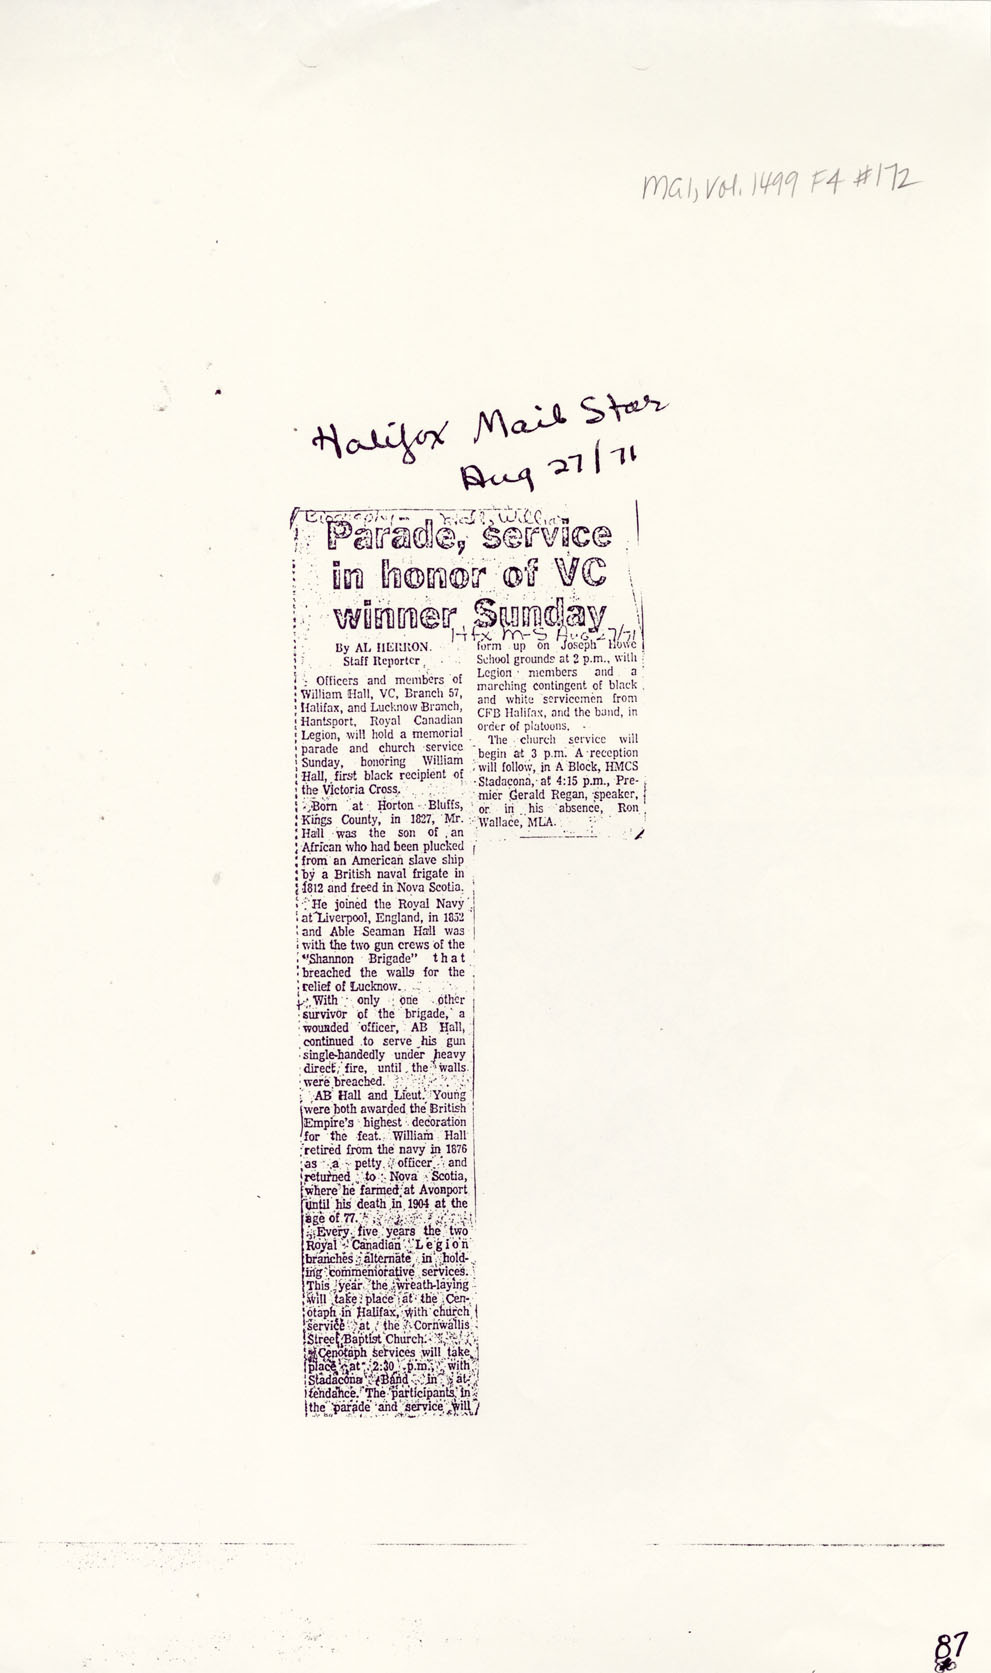 MG1, Vol. 1499 F4 #172
Halifax Mail Star
Aug 27/71
Biography - Hall, William
Parade, service
in honor of VC
winner Sunday
Hfx M-S Aug. 27/71
By AL HERRON
Staff Reporter
Officers and members of
William Hall, VC, Branch 57,
Halifax, and Lucknow Branch,
Hantsport, Royal Canadian
Legion, will hold a memorial
parade and church service
Sunday, honoring William
Hall, first black recipient of
the Victoria Cross.
Born at Horton Bluffs,
Kings County, in 1827, Mr.
Hall was the son of an
African who had been plucked
from an American slave ship
by a British naval frigate in
1812 and freed in Nova Scotia.
He joined the Royal Navy
at Liverpool, England, in 1852
and Able Seaman Hall was
with the two gun crews of the
"Shannon Brigade" that
breached the walls for the
relief of Lucknow.
With only one other
survivor of the brigade, a
wounded officer, AB Hall,
continued to serve his gun
single-handedly under heavy
direct fire, until the walls
were breached.
AB Hall and Lieut. Young
were both awarded the British
Empire's highest decoration
for the feat. William Hall
retired from the navy in 1876
as a petty officer and
returned to Nova Scotia,
where he farmed at Avonport
until his death in 1904 at the
age of 77.
Every five years the two
Royal Canadian Legion
branches alternate in hold-
ing commemorative services.
This year the wreath-laying
will take place at the Cen-
otaph in Halifax, with church
service at the Cornwallis
Street Baptist Church.
Cenotaph services will take
place at 2:30 p.m., with
Stadacona Band in at-
tendance. The participants in
the parade and service will
form up on Joseph Howe
School grounds at 2 p.m., with
Legion members and a
marching contingent of black
and white servicemen from
CFB Halifax, and the band, in
order of platoons.
The church service will
begin at 3 p.m. A reception
will follow, in A Block, HMCS
Stadacona, at 4:15 p.m., Pre-
mier Gerald Regan, speaker,
or in his absence, Ron
Wallace, MLA.
87